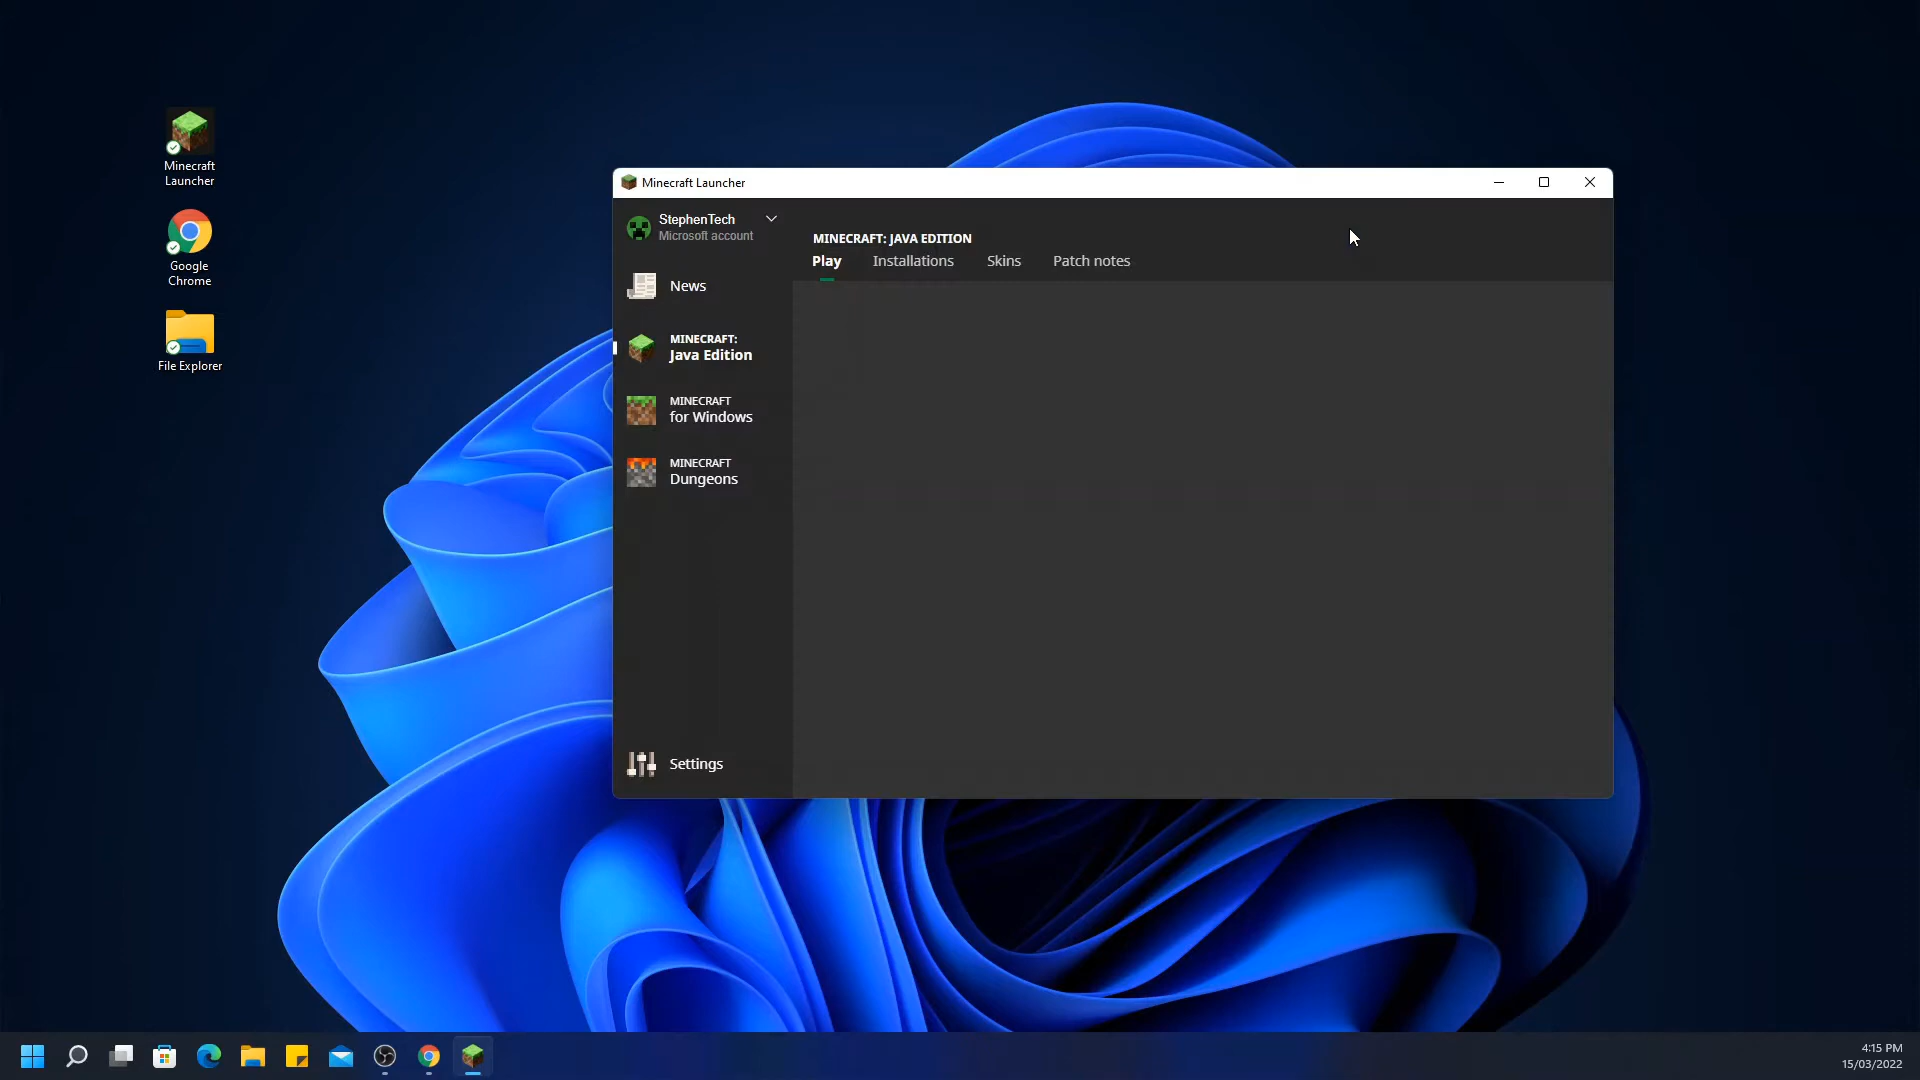 Minecraft
Launcher
Google
Chrome
File Explorer
Minecraft Launcher
StephenTech
Microsoft account
News
MINECRAFT:
Java Edition
MINECRAFT
for Windows
MINECRAFT
Dungeons
Settings
MINECRAFT: JAVA EDITION
Play Installations Skins Patch notes
4:15 PM
15/03/2022